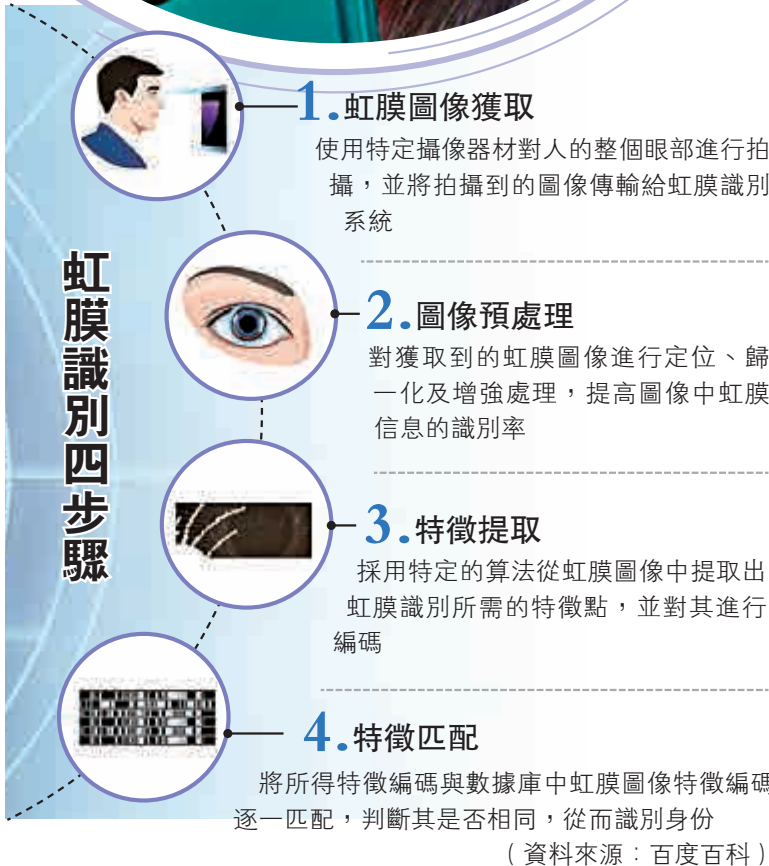 虹膜識別四步驟
1.虹膜圖像獲取
使用特定攝像器材對人的整個眼部進行拍
攝，並將拍攝到的圖像傳輸給虹膜識別
系統
2.圖像預處理
對獲取到的虹膜圖像進行定位、歸
一化及增強處理，提高圖像中虹膜
信息的識別率
3.特徵提取
採用特定的算法從虹膜圖像中提取出
虹膜識別所需的特徵點，並對其進行
編碼
4.特徵匹配
將所得特徵編碼與數據庫中虹膜圖像特徵編碼
逐一匹配，判斷其是否相同，從而識別身份
（資料來源：百度百科）